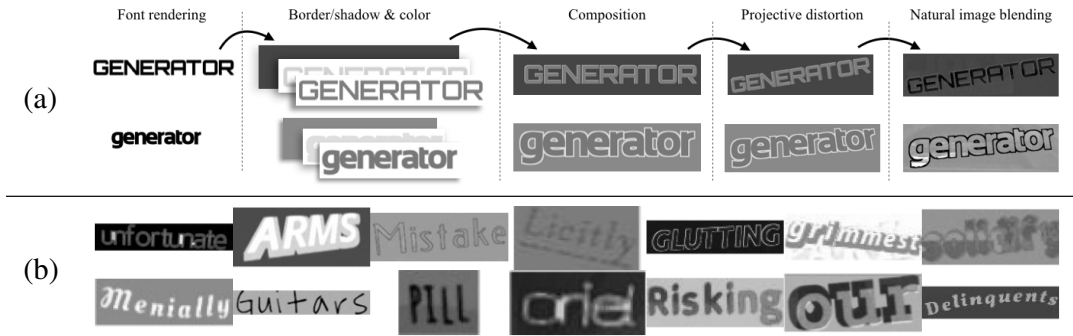 Font rendering Border/shadow & color Composition Projective distortion Natural image blending
(a)
GENERATOR GENERATOR GENERATOR GENERATOR GENERATOR
generator generator generator generator generator
(b)
unfortunate ARMS Mistake Licitly GLUTTING grimmest
Menially Guitars PILL oriel Risking our Delinquents